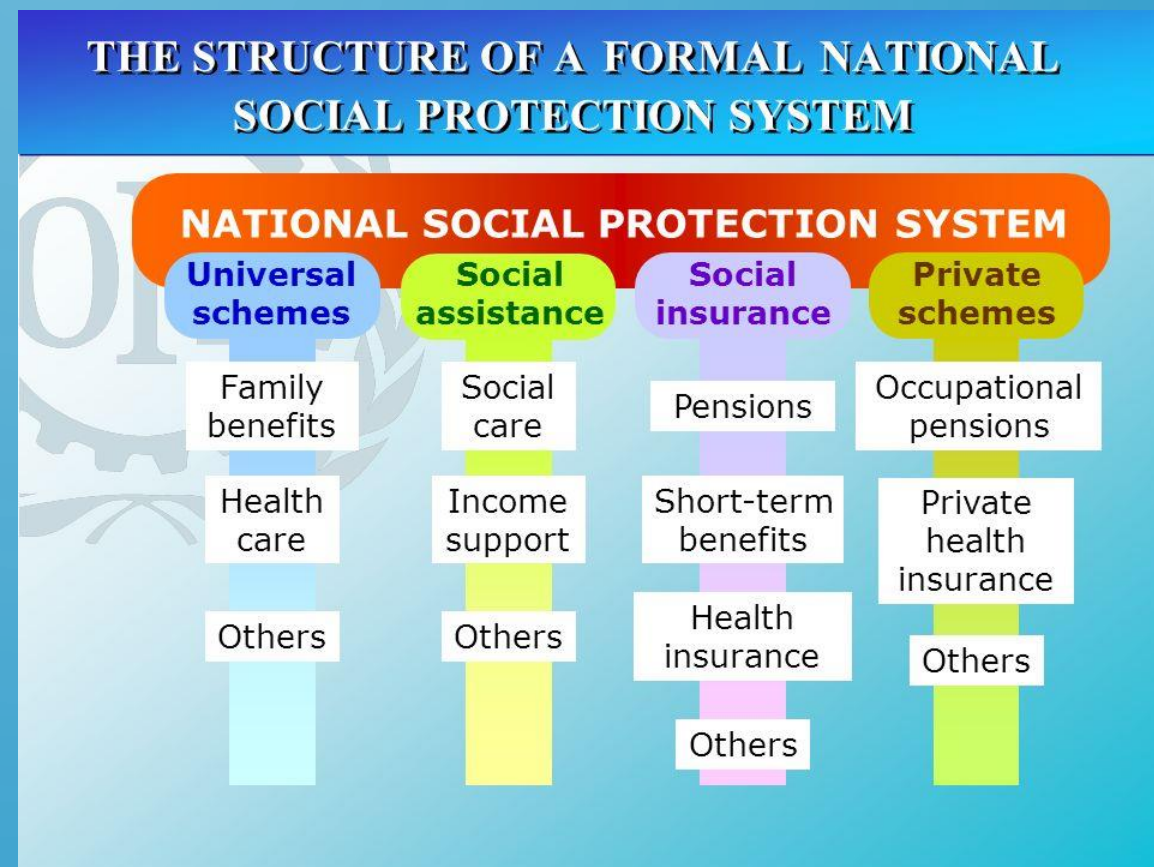 THE STRUCTURE OF A FORMAL NATIONAL
SOCIAL PROTECTION SYSTEM
NATIONAL SOCIAL PROTECTION SYSTEM
Universal
schemes
Family
benefits
Health
care
Others
Social
assistance
Social
care
Income
support
Others
Social
insurance
Pensions
Short-term
benefits
Health
insurance
Others
Private
schemes
Occupational
pensions
Private
health
insurance
Others